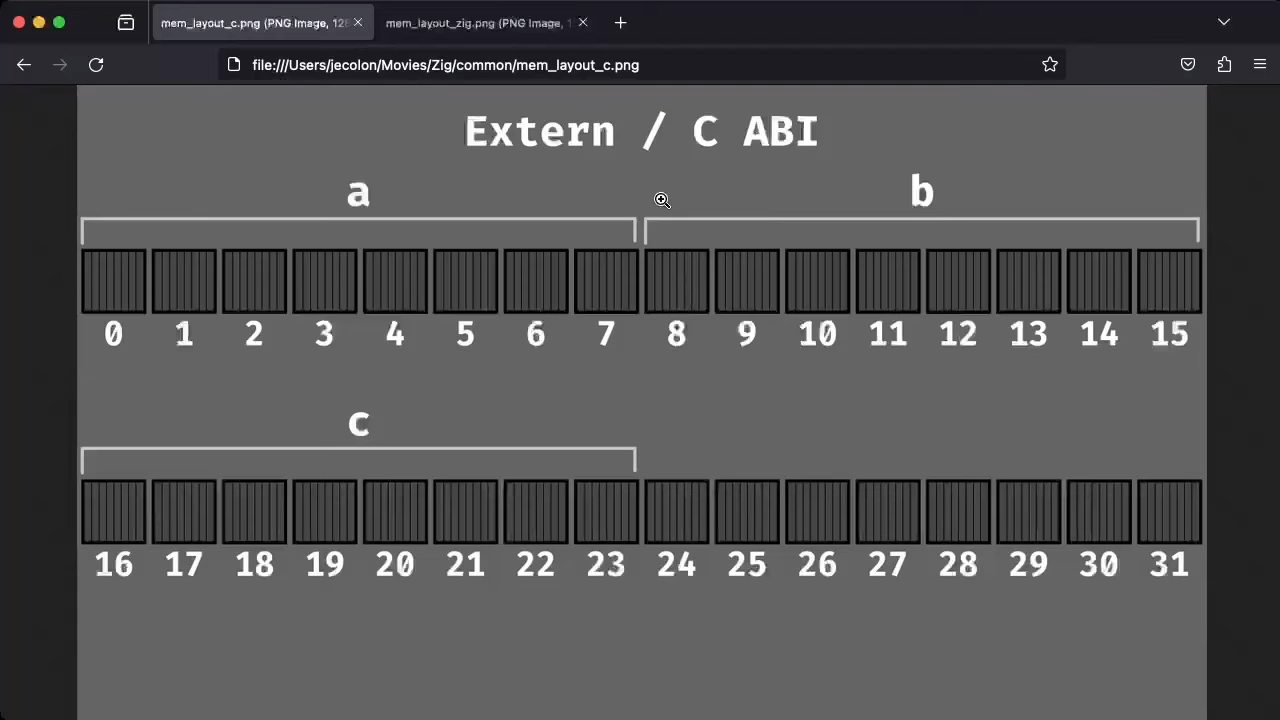 mem_layout_c.png (PNG Image, 128
mem_layout_zig.png (PNG Image, 1
file:///Users/jecolon/Movies/Zig/common/mem_layout_c.png
Extern / C ABI
a b
0 1 2 3 4 5 6 7 8 9 10 11 12 13 14 15
c
16 17 18 19 20 21 22 23 24 25 26 27 28 29 30 31